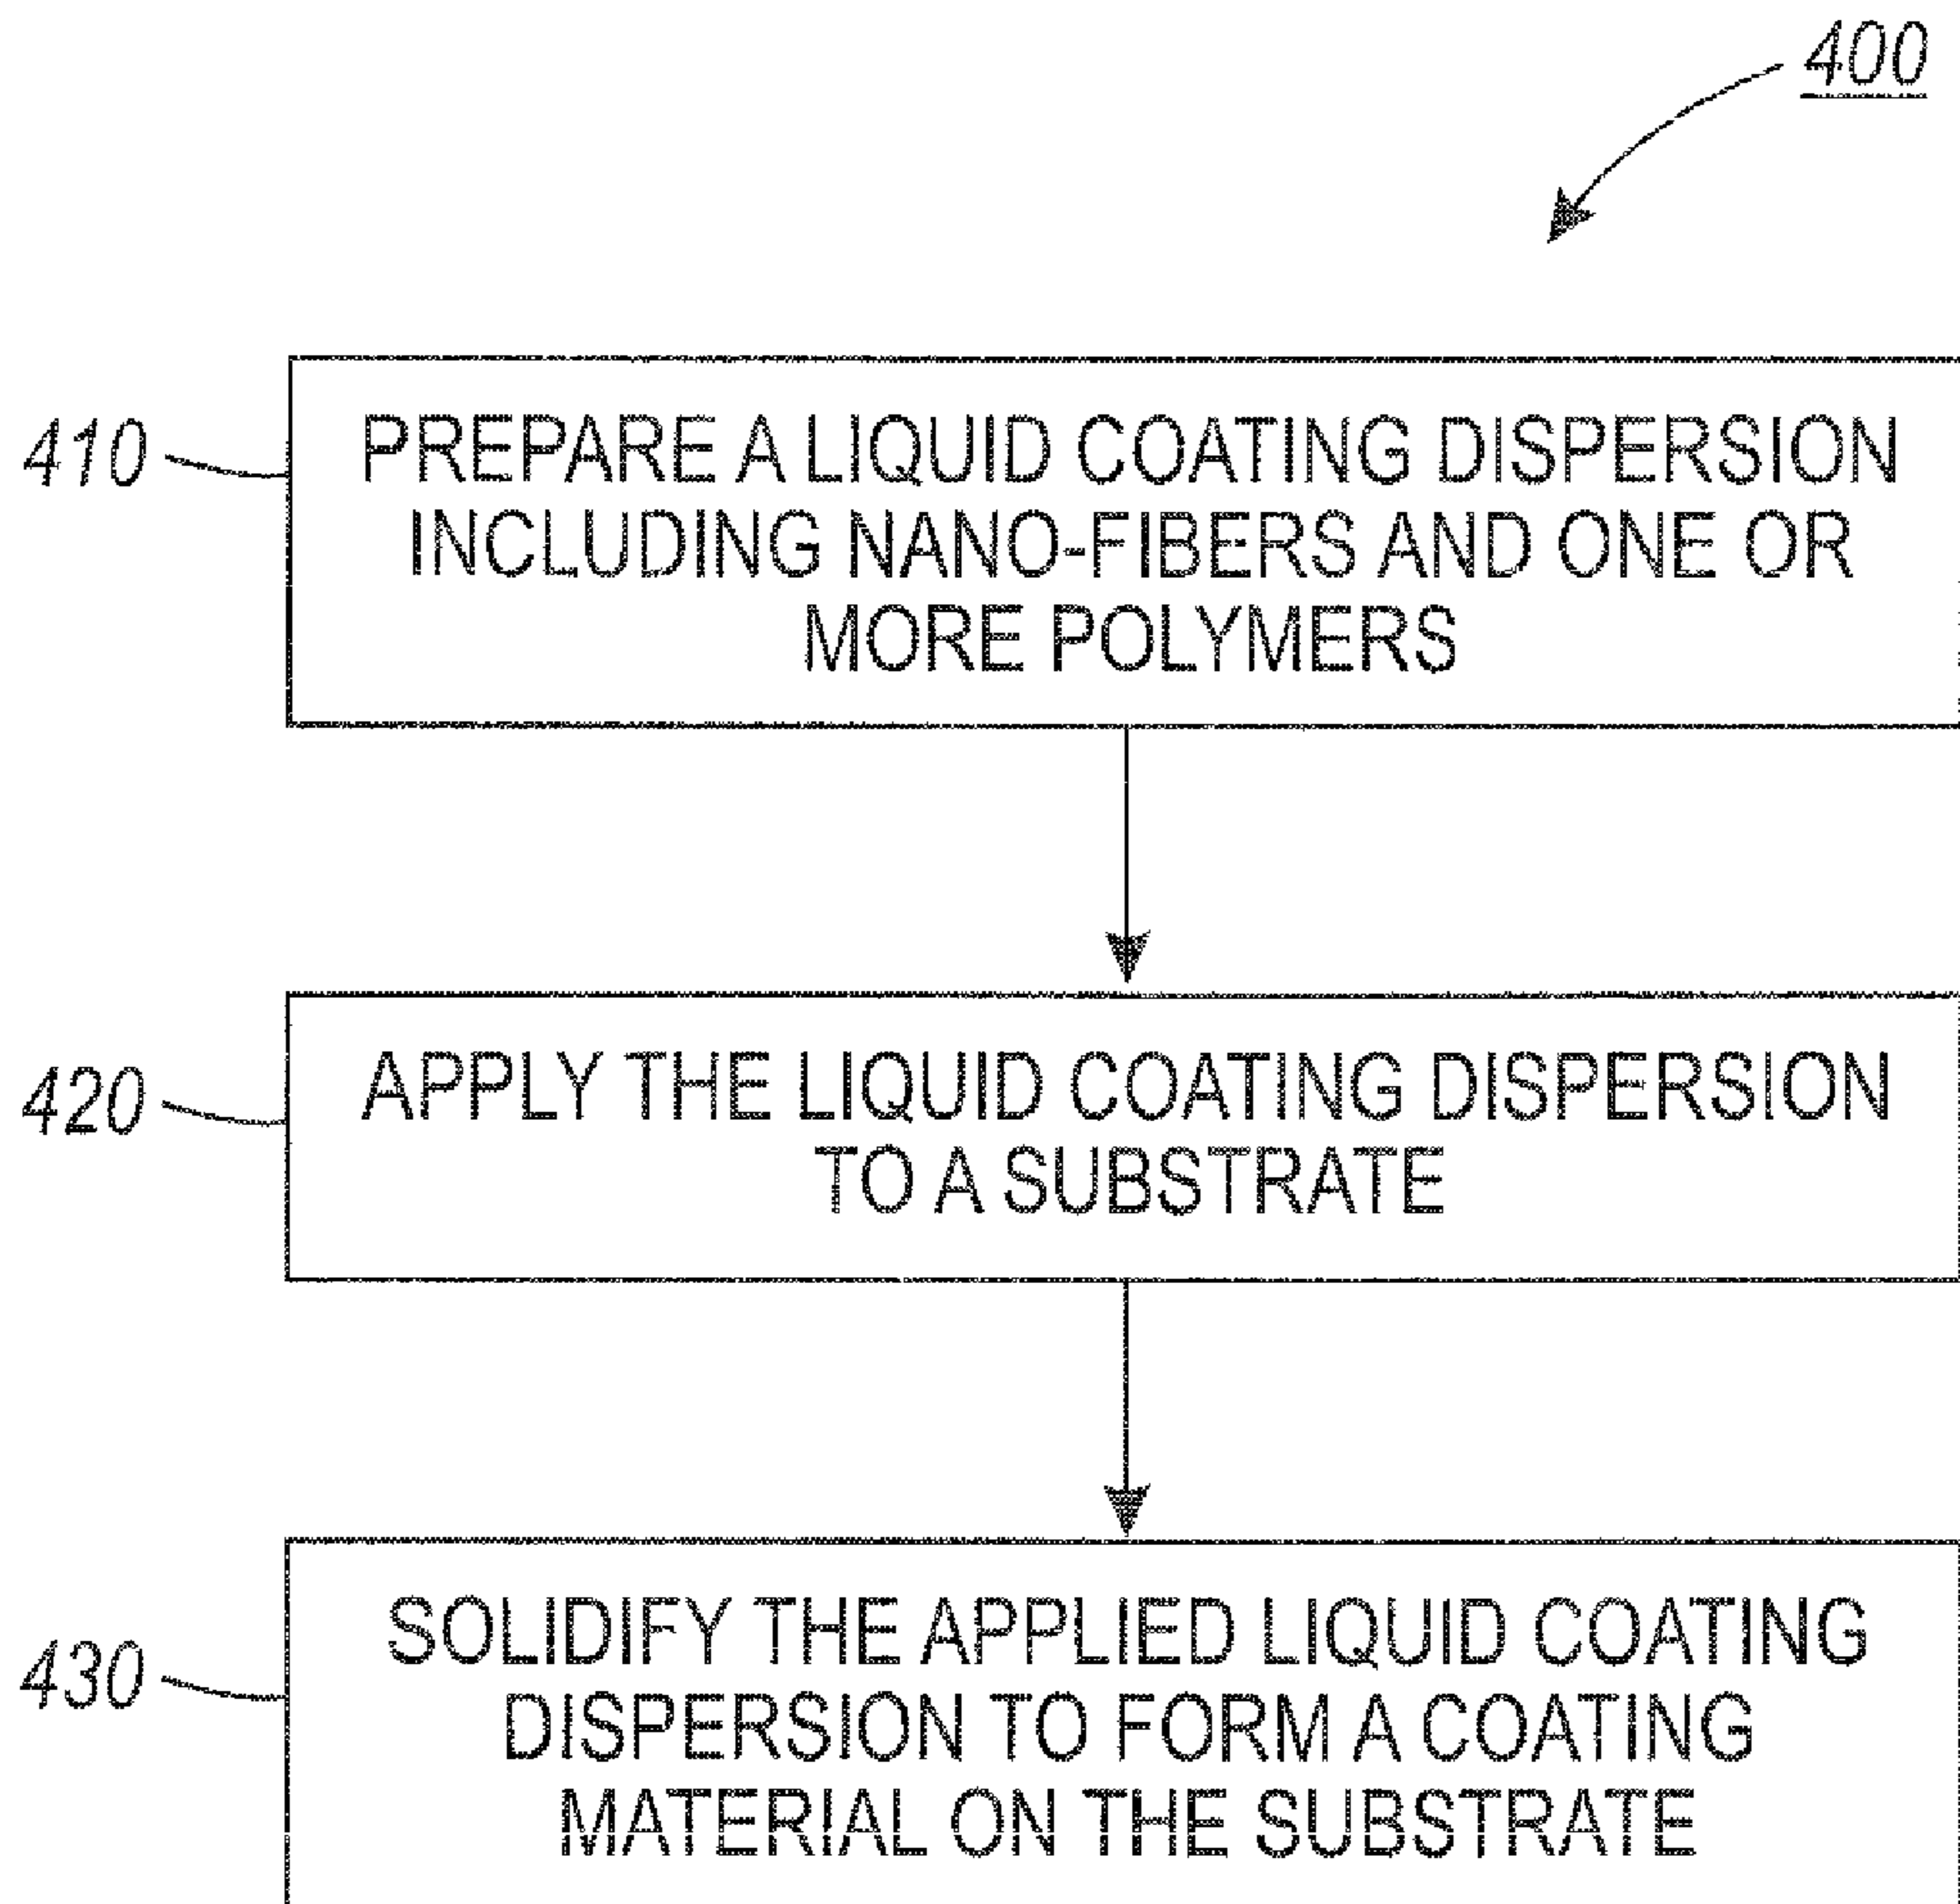 400
410
PREPARE A LIQUID COATING DISPERSION
INCLUDING NANO-FIBERS AND ONE OR
MORE POLYMERS
420
APPLY THE LIQUID COATING DISPERSION
TO A SUBSTRATE
430
SOLIDIFY THE APPLIED LIQUID COATING
DISPERSION TO FORM A COATING
MATERIAL ON THE SUBSTRATE